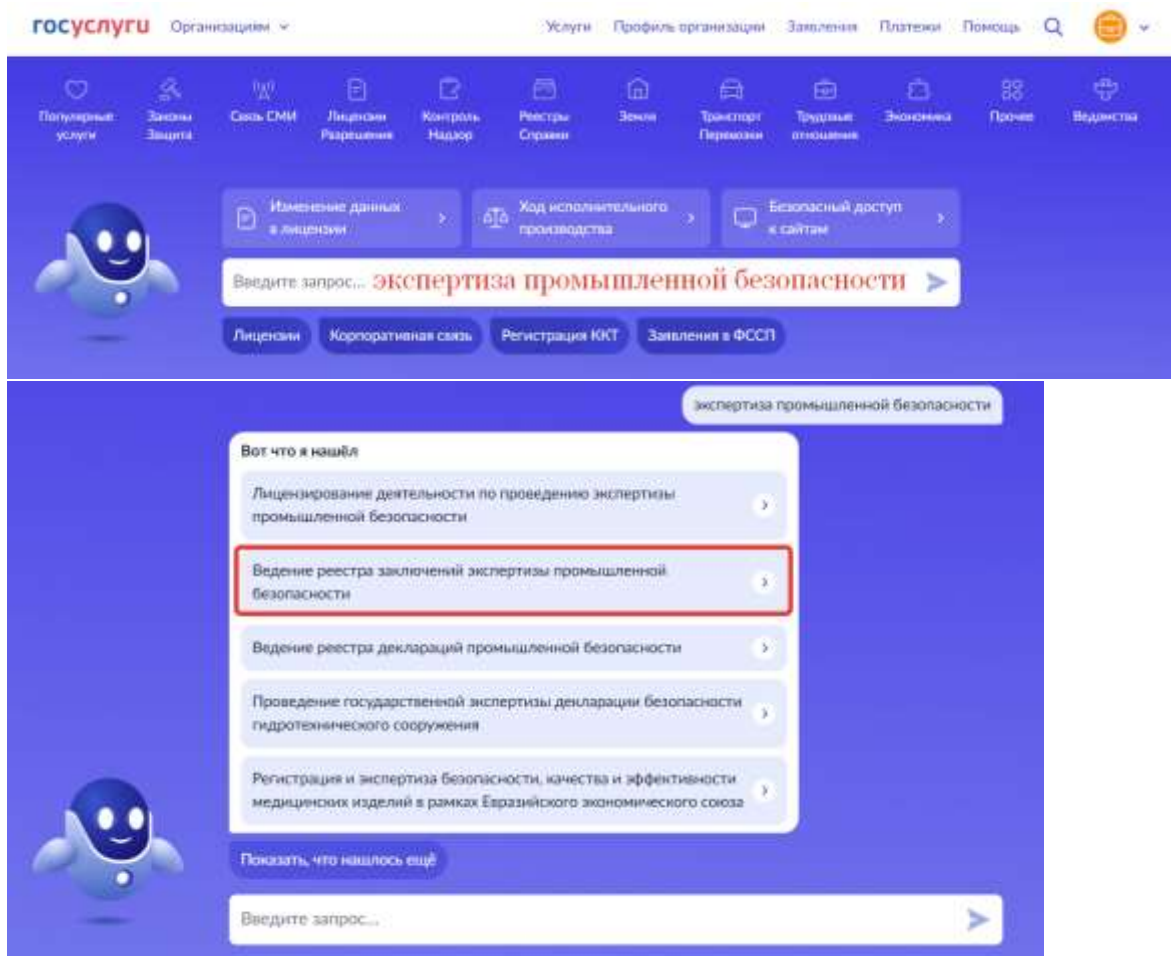 госуслуги Организациям Услуги Профиль организации Заявления Платежи Помощь
Популярные услуги
Законы Защита
Связь СМИ
Лицензии Разрешения
Контроль Надзор
Реестры Справки
Земля
Транспорт Перевозки
Трудовые отношения
Экономика
Прочее
Ведомства
Изменение данных
в лицензии
Ход исполнительного
производства
Безопасный доступ
к сайтам
Введите запрос... экспертиза промышленной безопасности
Лицензии Корпоративная связь Регистрация ККТ Заявления в ФССП
экспертиза промышленной безопасности
Вот что я нашёл
Лицензирование деятельности по проведению экспертизы
промышленной безопасности
Ведение реестра заключений экспертизы промышленной
безопасности
Ведение реестра деклараций промышленной безопасности
Проведение государственной экспертизы декларации безопасности
гидротехнического сооружения
Регистрация и экспертиза безопасности, качества и эффективности
медицинских изделий в рамках Евразийского экономического союза
Показать, что нашлось ещё
Введите запрос...